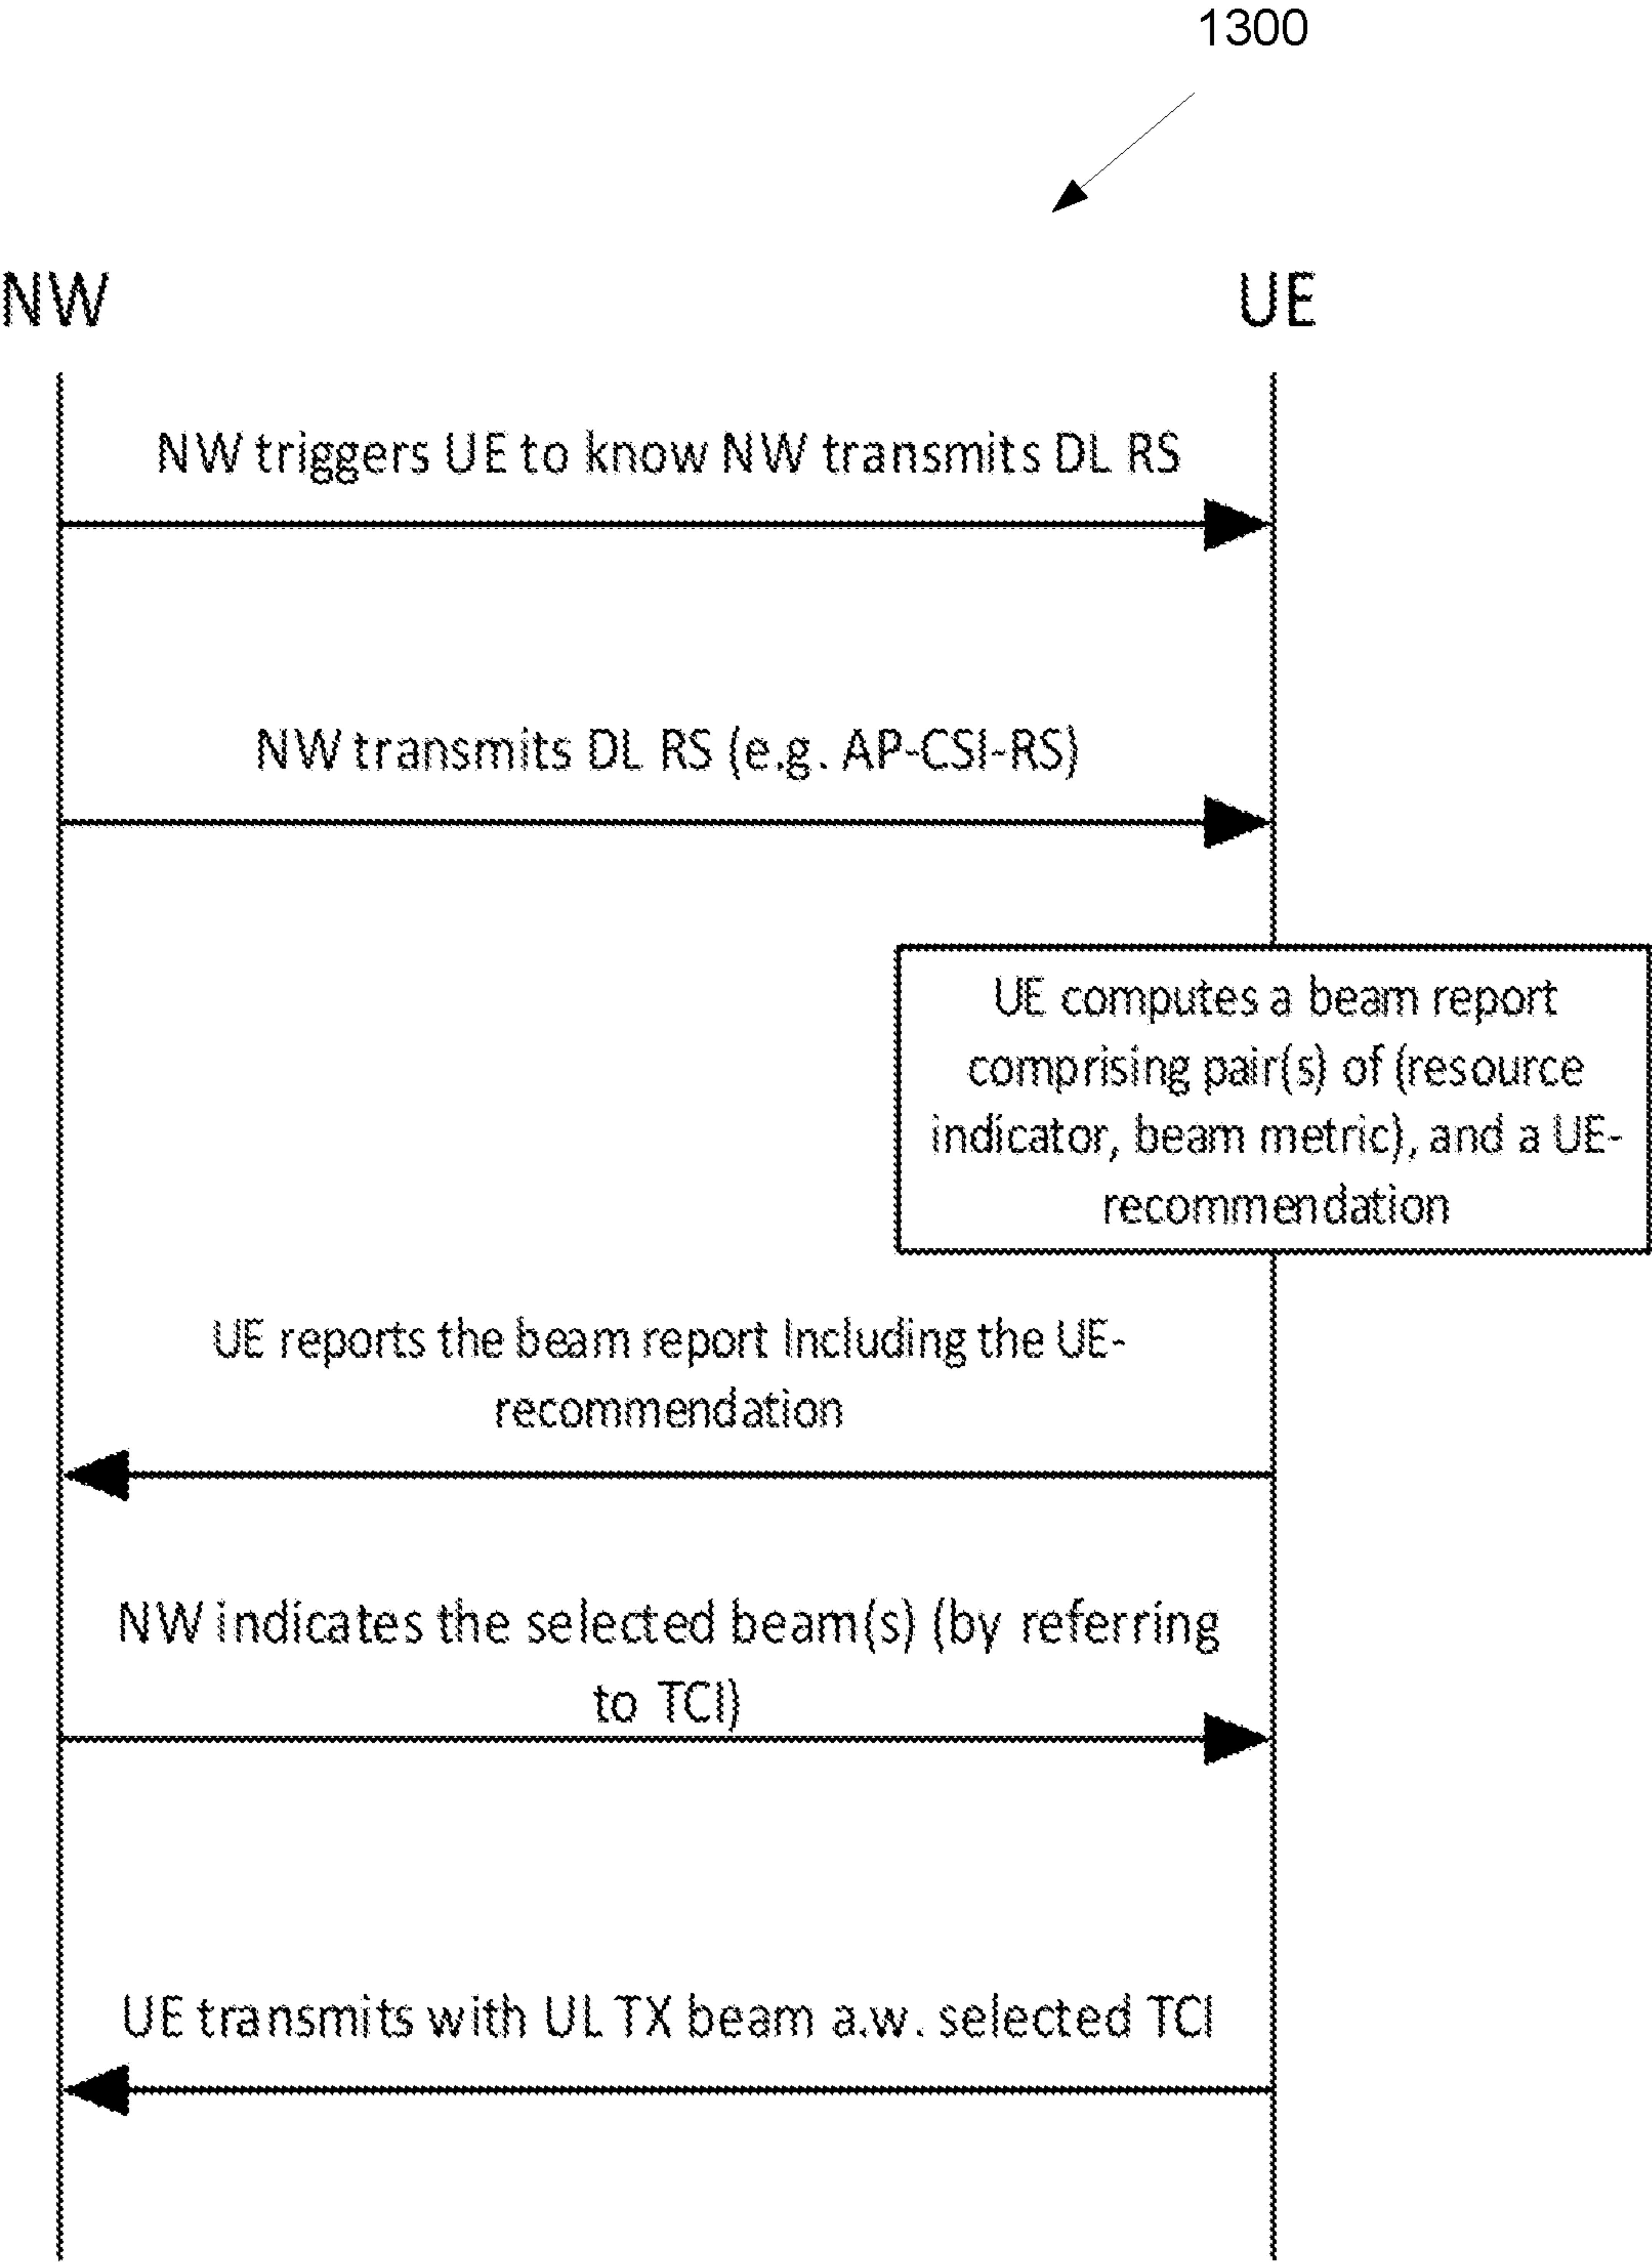 1300
NW
UE
NW triggers UE to know NW transmits DL RS
NW transmits DL RS (e.g. AP-CSI-RS)
UE computes a beam report
comprising pair(s) of (resource
indicator, beam metric), and a UE-
recommendation
UE reports the beam report Including the UE-
recommendation
NW indicates the selected beam(s) (by referring
to TCI)
UE transmits with UL TX beam a.w. selected TCI